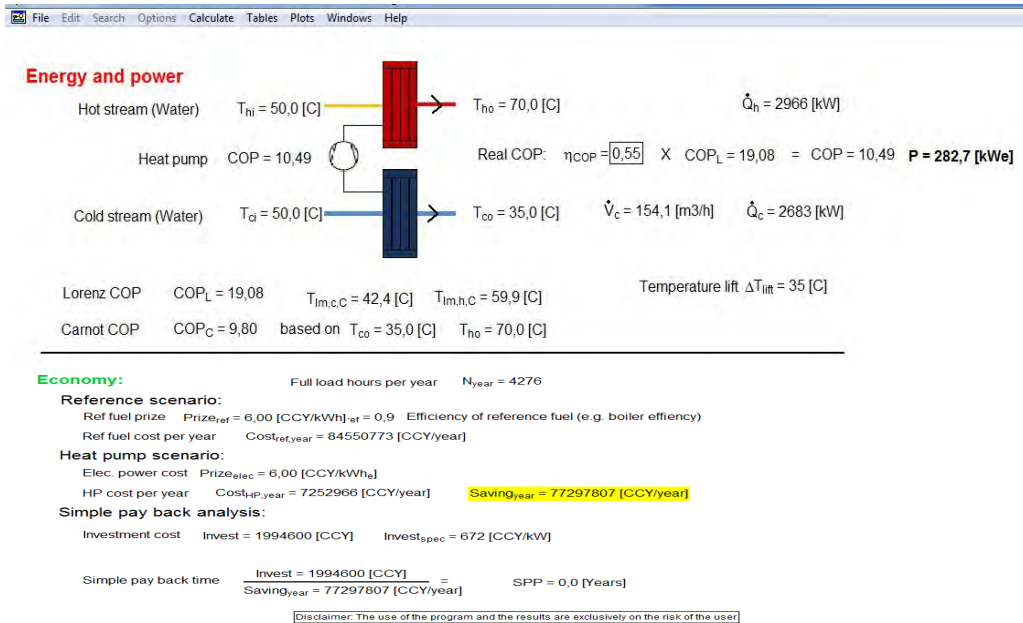 File Edit Search Options Calculate Tables Plots Windows Help
Energy and power
Hot stream (Water) Thi = 50,0 [C] Tho = 70,0 [C] Q̇h = 2966 [kW]
Heat pump COP = 10,49 Real COP: ηCOP = 0,55 X COPL = 19,08 = COP = 10,49 P = 282,7 [kWe]
Cold stream (Water) Tci = 50,0 [C] Tco = 35,0 [C] V̇c = 154,1 [m3/h] Q̇c = 2683 [kW]
Lorenz COP COPL = 19,08 Tlm,c,C = 42,4 [C] Tlm,h,C = 59,9 [C] Temperature lift ΔTlift = 35 [C]
Carnot COP COPC = 9,80 based on Tco = 35,0 [C] Tho = 70,0 [C]
Economy: Full load hours per year Nyear = 4276
Reference scenario:
Ref fuel prize Prizeref = 6,00 [CCY/kWh] ref = 0,9 Efficiency of reference fuel (e.g. boiler effiency)
Ref fuel cost per year Costref,year = 84550773 [CCY/year]
Heat pump scenario:
Elec. power cost Prizeelec = 6,00 [CCY/kWhe]
HP cost per year CostHP,year = 7252966 [CCY/year] Savingyear = 77297807 [CCY/year]
Simple pay back analysis:
Investment cost Invest = 1994600 [CCY] Investspec = 672 [CCY/kW]
Simple pay back time Invest = 1994600 [CCY] = SPP = 0,0 [Years]
Savingyear = 77297807 [CCY/year]
Disclaimer: The use of the program and the results are exclusively on the risk of the user